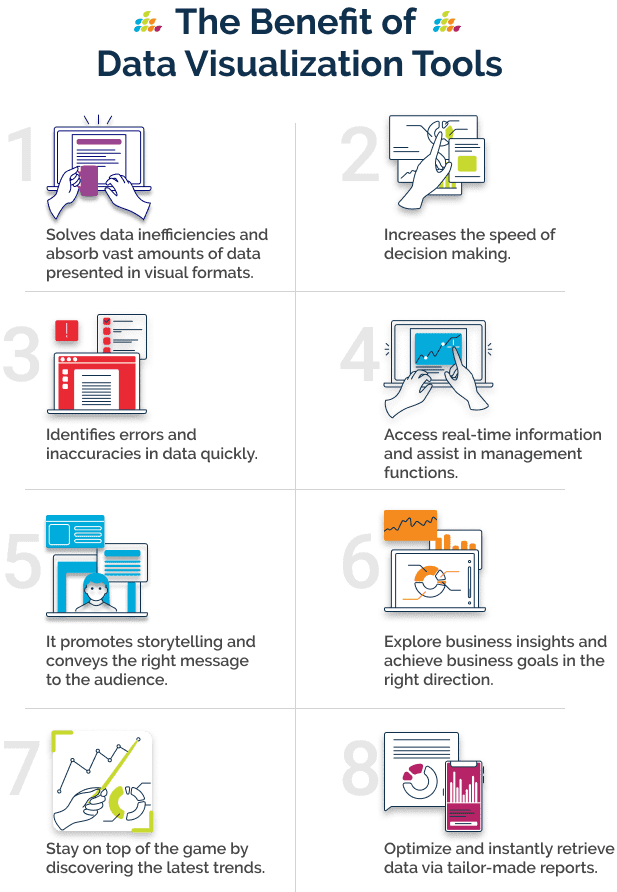 The Benefit of
Data Visualization Tools
1
Solves data inefficiencies and
absorb vast amounts of data
presented in visual formats.
2
Increases the speed of
decision making.
3
!
Identifies errors and
inaccuracies in data quickly.
4
Access real-time information
and assist in management
functions.
5
It promotes storytelling and
conveys the right message
to the audience.
6
Explore business insights and
achieve business goals in the
right direction.
7
Stay on top of the game by
discovering the latest trends.
8
Optimize and instantly retrieve
data via tailor-made reports.